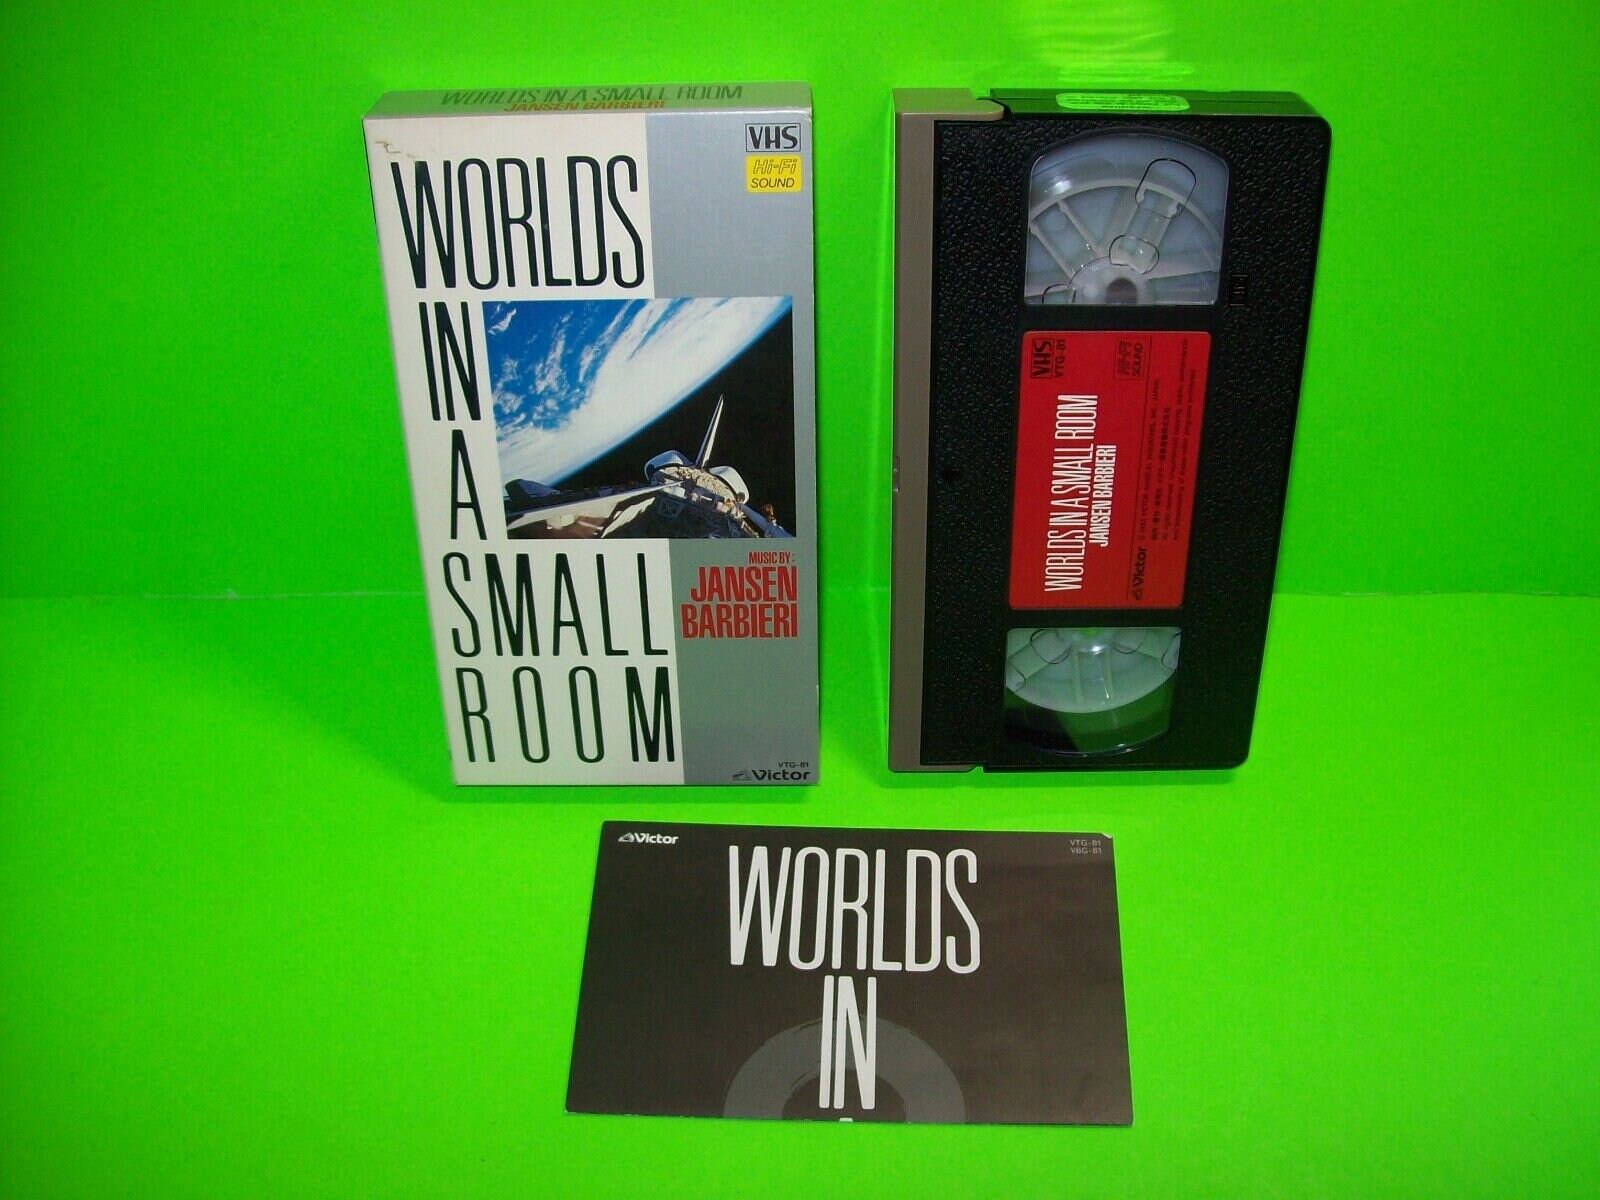 WORLDS IN A SMALL ROOM
JANSEN BARBIERI
VHS
Hi-Fi
SOUND
WORLDS
IN
A
SMALL
ROOM
MUSIC BY:
JANSEN
BARBIERI
VTG-81
Victor
VHS
VTG-81
Hi-Fi
SOUND
WORLDS IN A SMALL ROOM
JANSEN BARBIERI
Victor
Victor
VTG-81
VBG-81
WORLDS
IN